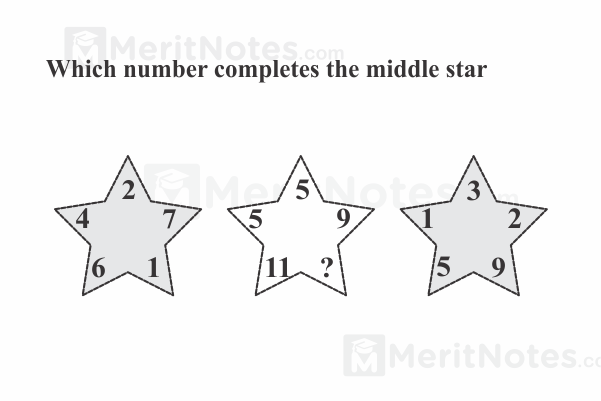 MeritNotes.com
Which number completes the middle star
MeritNotes.com
2 5 3
4 7 5 9 1 2
6 1 11 ? 5 9
MeritNotes.co